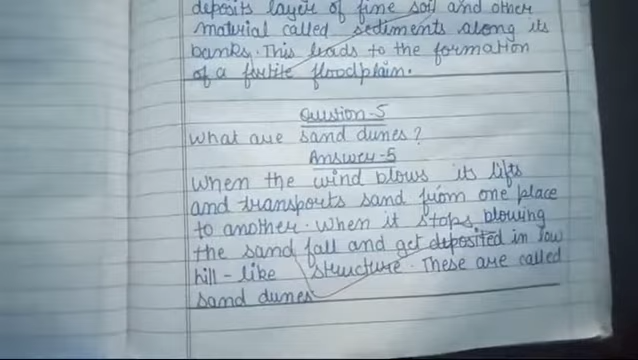 deposits layer of fine soil and other
material called sediments along its
banks. This leads to the formation
of a fertile floodplain.
Question-5
What are sand dunes?
Answer-5
When the wind blows its lifts
and transports sand from one place
to another. When it stops blowing
the sand fall and get deposited in low
hill-like structure. These are called
sand dunes